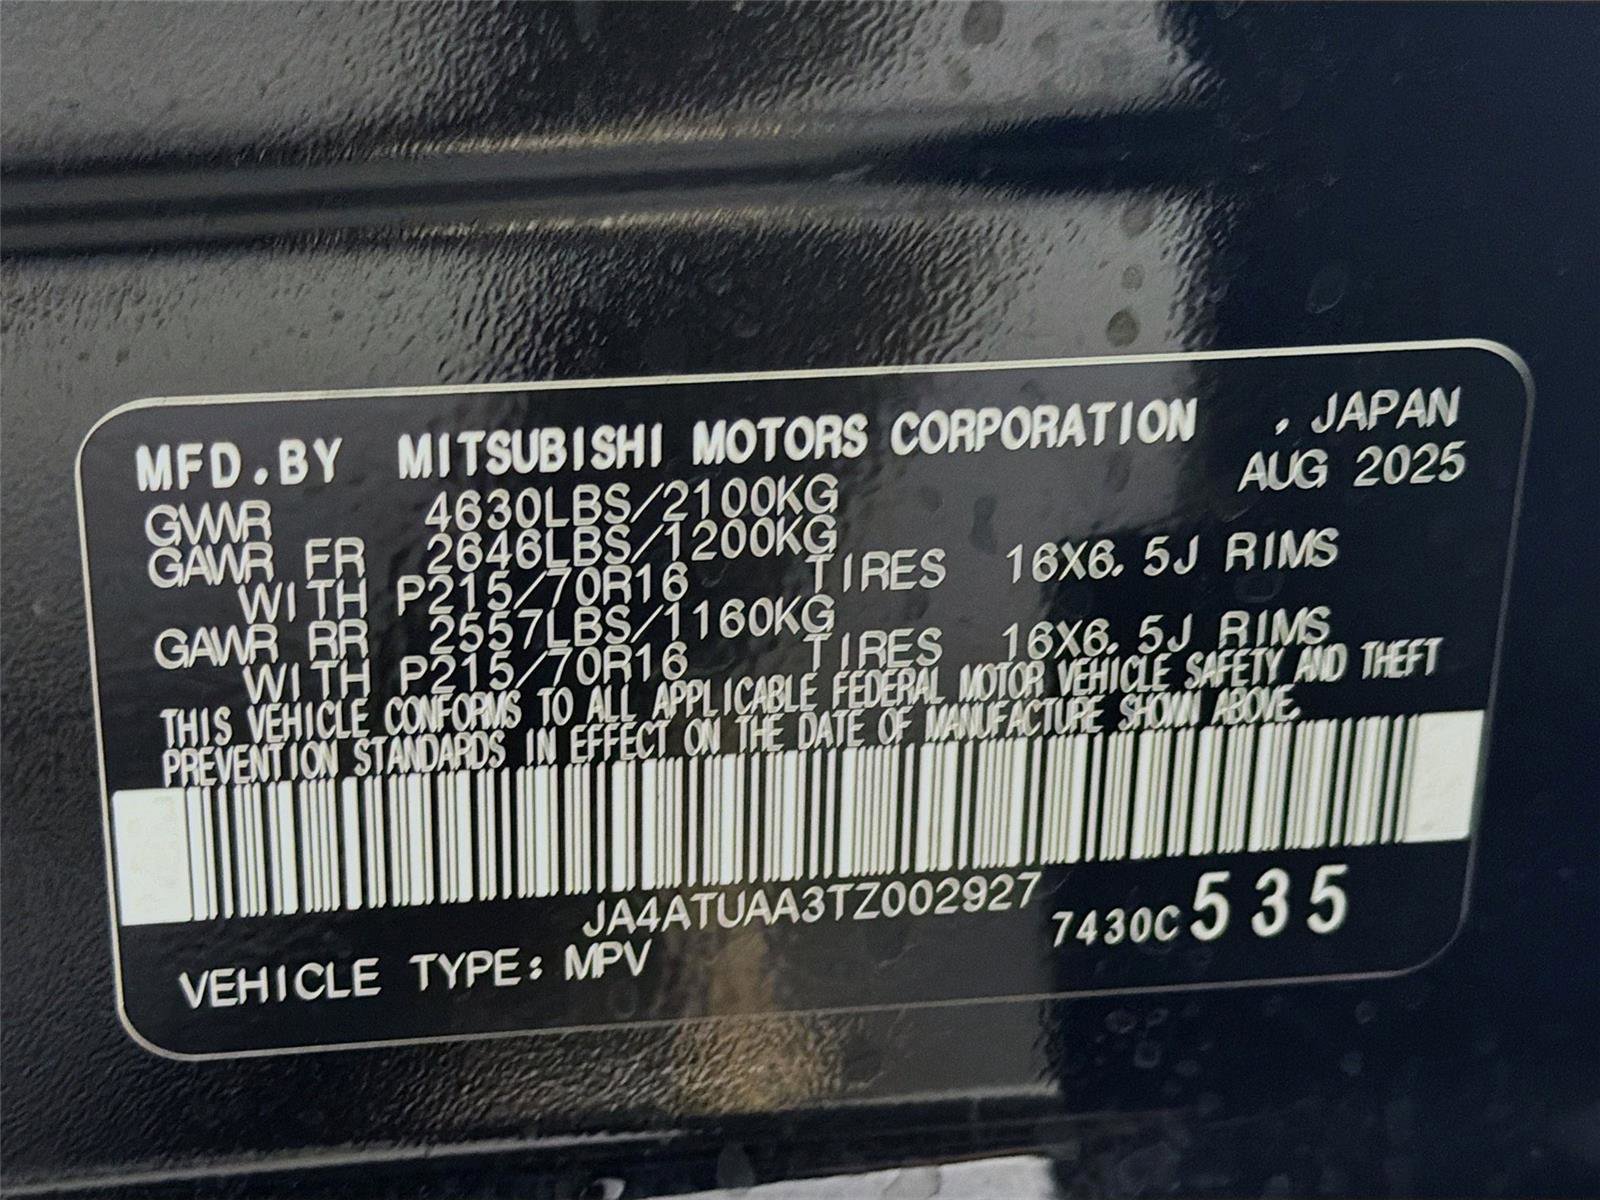 MFD.BY MITSUBISHI MOTORS CORPORATION , JAPAN
AUG 2025
GVWR 4630LBS/2100KG
GAWR FR 2646LBS/1200KG
WITH P215/70R16 TIRES 16X6.5J RIMS
GAWR RR 2557LBS/1160KG
WITH P215/70R16 TIRES 16X6.5J RIMS
THIS VEHICLE CONFORMS TO ALL APPLICABLE FEDERAL MOTOR VEHICLE SAFETY AND THEFT
PREVENTION STANDARDS IN EFFECT ON THE DATE OF MANUFACTURE SHOWN ABOVE.
JA4ATUAA3TZ002927
7430C535
VEHICLE TYPE: MPV